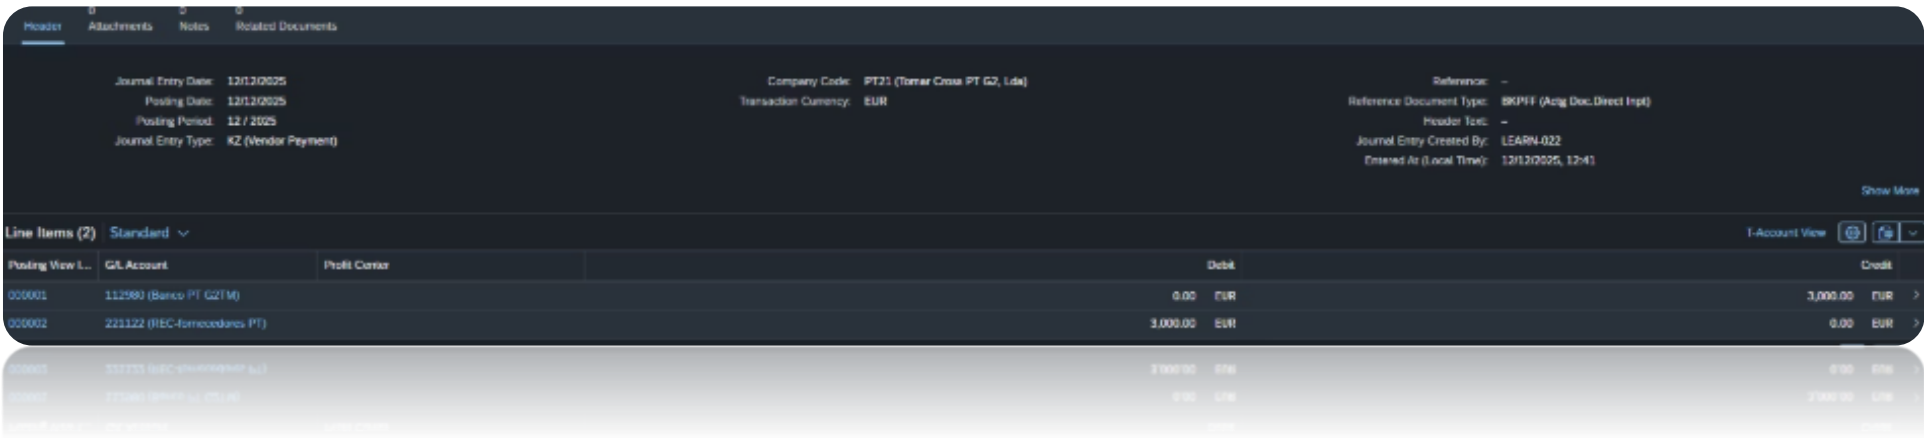 0 0 0
Header Attachments Notes Related Documents
Journal Entry Date: 12/12/2025 Company Code: PT21 (Tomar Cross PT G2, Lda) Reference: –
Posting Date: 12/12/2025 Transaction Currency: EUR Reference Document Type: BKPFF (Actg Doc.Direct Inpt)
Posting Period: 12 / 2025 Header Text: –
Journal Entry Type: KZ (Vendor Payment) Journal Entry Created By: LEARN-022
Entered At (Local Time): 12/12/2025, 12:41
Show More
Line Items (2) Standard T-Account View
Posting View I... G/L Account Profit Center Debit Credit
000001 112980 (Banco PT G2TM) 0.00 EUR 3,000.00 EUR
000002 221122 (REC-fornecedores PT) 3,000.00 EUR 0.00 EUR